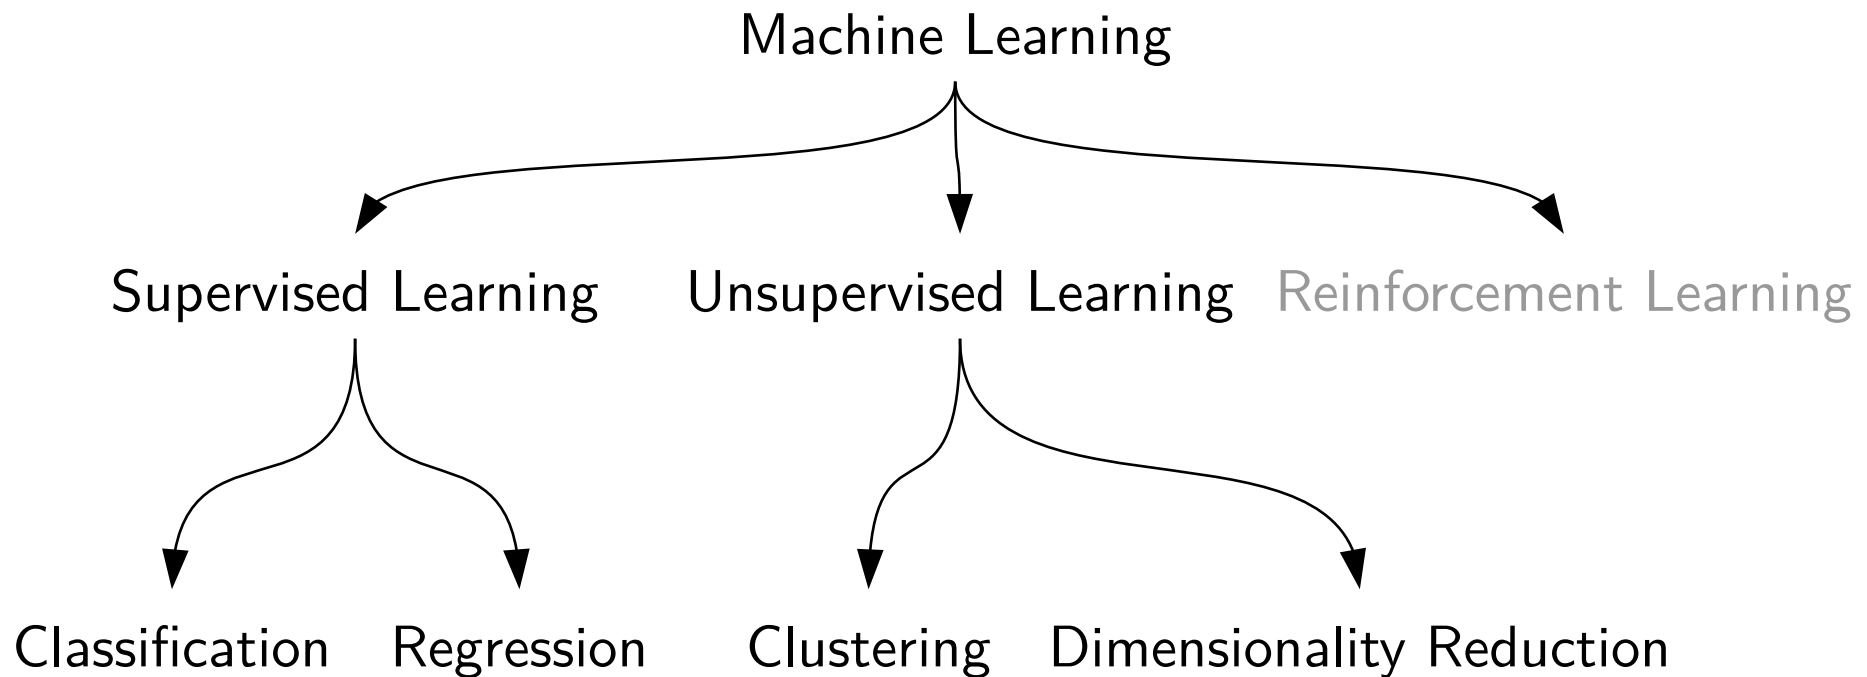 Machine Learning
Supervised Learning
Unsupervised Learning
Reinforcement Learning
Classification
Regression
Clustering
Dimensionality Reduction